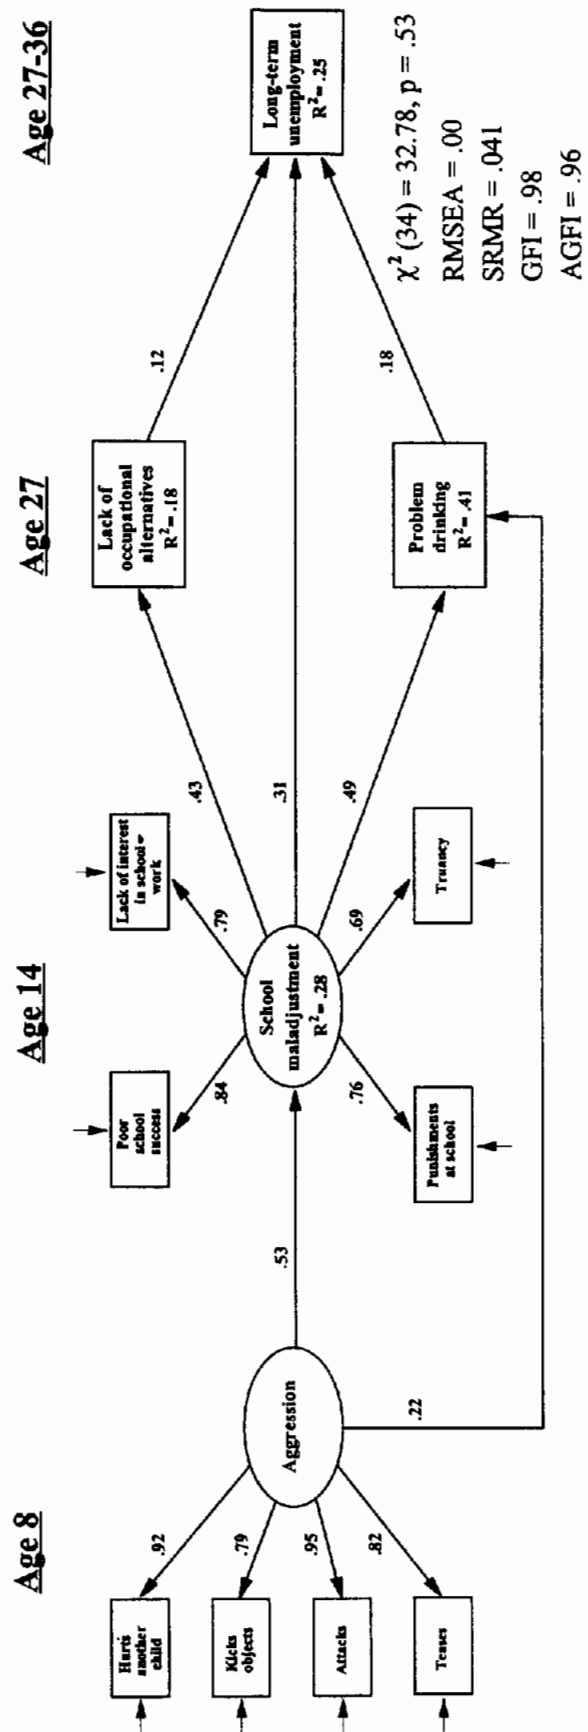 Age 8
Age 14
Age 27
Age 27-36
Hurts
another
child
Kicks
objects
Attacks
Teases
.92
.79
.95
.82
Aggression
.53
.22
Poor
school
success
Lack of interest
in school-
work
.84
.79
School
maladjustment
R² = .28
.76
.69
Punishments
at school
Truancy
.43
.31
.49
Lack of
occupational
alternatives
R² = .18
Problem
drinking
R² = .41
.12
.18
Long-term
unemployment
R² = .25
χ² (34) = 32.78, p = .53
RMSEA = .00
SRMR = .041
GFI = .98
AGFI = .96